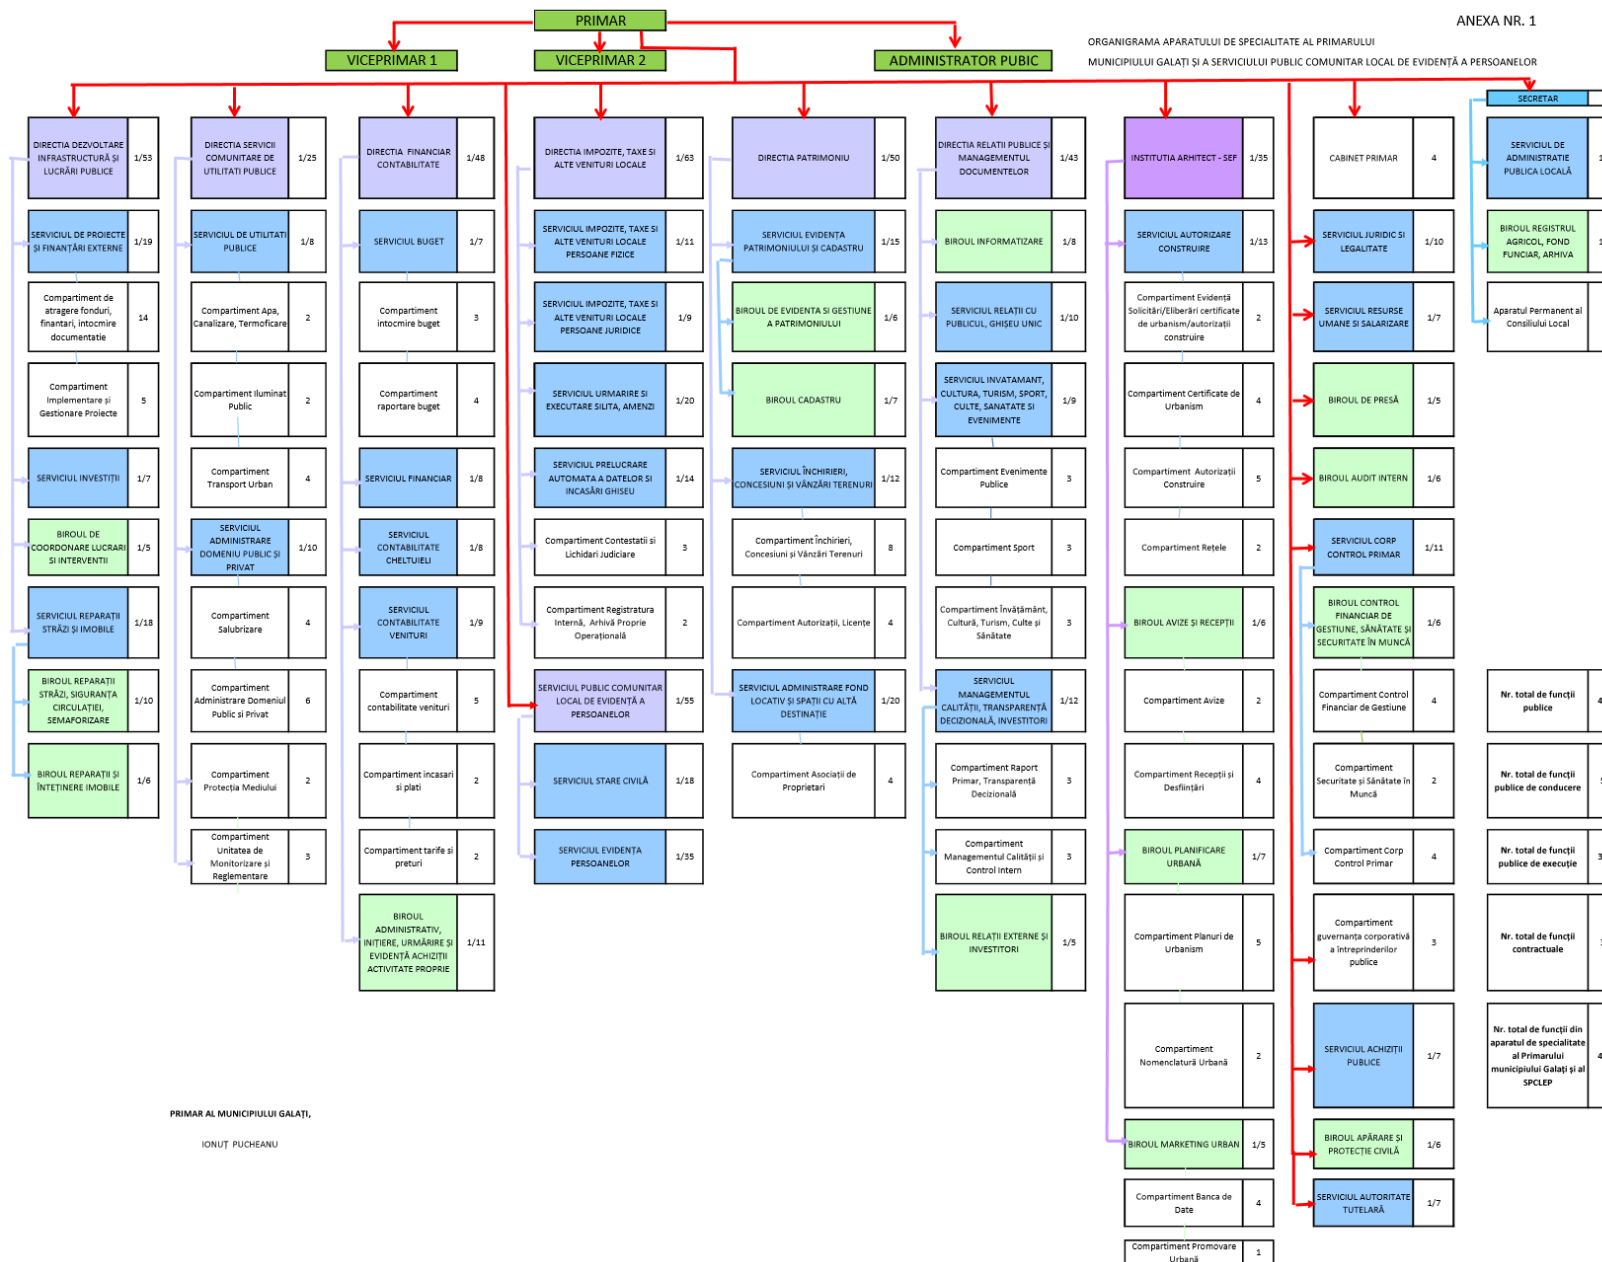 PRIMAR
ANEXA NR. 1
ORGANIGRAMA APARATULUI DE SPECIALITATE AL PRIMARULUI
MUNICIPIULUI GALAȚI ȘI A SERVICIULUI PUBLIC COMUNITAR LOCAL DE EVIDENȚĂ A PERSOANELOR
VICEPRIMAR 1
VICEPRIMAR 2
ADMINISTRATOR PUBIC
DIRECTIA DEZVOLTARE
INFRASTRUCTURĂ ȘI
LUCRĂRI PUBLICE
1/53
SERVICIUL DE PROIECTE
ȘI FINANȚĂRI EXTERNE
1/19
Compartiment de
atragere fonduri,
finantari, intocmire
documentatie
14
Compartiment
Implementare și
Gestionare Proiecte
5
SERVICIUL INVESTIȚII
1/7
BIROUL DE
COORDONARE LUCRARI
SI INTERVENTII
1/5
SERVICIUL REPARAȚII
STRĂZI ȘI IMOBILE
1/18
BIROUL REPARAȚII
STRĂZI, SIGURANȚA
CIRCULAȚIEI,
SEMAFORIZARE
1/10
BIROUL REPARAȚII ȘI
ÎNTEȚINERE IMOBILE
1/6
DIRECTIA SERVICII
COMUNITARE DE
UTILITATI PUBLICE
1/25
SERVICIUL DE UTILITATI
PUBLICE
1/8
Compartiment Apa,
Canalizare, Termoficare
2
Compartiment Iluminat
Public
2
Compartiment
Transport Urban
4
SERVICIUL
ADMINISTRARE
DOMENIU PUBLIC ȘI
PRIVAT
1/10
Compartiment
Salubrizare
4
Compartiment
Administrare Domeniul
Public si Privat
6
Compartiment
Protecția Mediului
2
Compartiment
Unitatea de
Monitorizare și
Reglementare
3
DIRECTIA FINANCIAR
CONTABILITATE
1/48
SERVICIUL BUGET
1/7
Compartiment
intocmire buget
3
Compartiment
raportare buget
4
SERVICIUL FINANCIAR
1/8
SERVICIUL
CONTABILITATE
CHELTUIELI
1/8
SERVICIUL
CONTABILITATE
VENITURI
1/9
Compartiment
contabilitate venituri
5
Compartiment incasari
si plati
2
Compartiment tarife si
preturi
2
BIROUL
ADMINISTRATIV,
INIȚIERE, URMĂRIRE ȘI
EVIDENȚĂ ACHIZIȚII
ACTIVITATE PROPRIE
1/11
DIRECTIA IMPOZITE, TAXE SI
ALTE VENITURI LOCALE
1/63
SERVICIUL IMPOZITE, TAXE SI
ALTE VENITURI LOCALE
PERSOANE FIZICE
1/11
SERVICIUL IMPOZITE, TAXE SI
ALTE VENITURI LOCALE
PERSOANE JURIDICE
1/9
SERVICIUL URMARIRE SI
EXECUTARE SILITA, AMENZI
1/20
SERVICIUL PRELUCRARE
AUTOMATA A DATELOR SI
INCASĂRI GHISEU
1/14
Compartiment Contestatii si
Lichidari Judiciare
3
Compartiment Registratura
Internă, Arhivă Proprie
Operațională
2
SERVICIUL PUBLIC COMUNITAR
LOCAL DE EVIDENȚĂ A
PERSOANELOR
1/55
SERVICIUL STARE CIVILĂ
1/18
SERVICIUL EVIDENȚA
PERSOANELOR
1/35
DIRECTIA PATRIMONIU
1/50
SERVICIUL EVIDENȚA
PATRIMONIULUI ȘI CADASTRU
1/15
BIROUL DE EVIDENTA SI GESTIUNE
A PATRIMONIULUI
1/6
BIROUL CADASTRU
1/7
SERVICIUL ÎNCHIRIERI,
CONCESIUNI ȘI VÂNZĂRI TERENURI
1/12
Compartiment Închirieri,
Concesiuni și Vânzări Terenuri
8
Compartiment Autorizații, Licențe
4
SERVICIUL ADMINISTRARE FOND
LOCATIV ȘI SPAȚII CU ALTĂ
DESTINAȚIE
1/20
Compartiment Asociații de
Proprietari
4
DIRECTIA RELATII PUBLICE ȘI
MANAGEMENTUL
DOCUMENTELOR
1/43
BIROUL INFORMATIZARE
1/8
SERVICIUL RELAȚII CU
PUBLICUL, GHIȘEU UNIC
1/10
SERVICIUL INVATAMANT,
CULTURA, TURISM, SPORT,
CULTE, SANATATE SI
EVENIMENTE
1/9
Compartiment Evenimente
Publice
3
Compartiment Sport
3
Compartiment Învățământ,
Cultură, Turism, Culte și
Sănătate
3
SERVICIUL
MANAGEMENTUL
CALITĂȚII, TRANSPARENȚĂ
DECIZIONALĂ, INVESTITORI
1/12
Compartiment Raport
Primar, Transparență
Decizională
3
Compartiment
Managementul Calității și
Control Intern
3
BIROUL RELAȚII EXTERNE ȘI
INVESTITORI
1/5
INSTITUTIA ARHITECT - SEF
1/35
SERVICIUL AUTORIZARE
CONSTRUIRE
1/13
Compartiment Evidență
Solicitări/Eliberări certificate
de urbanism/autorizații
construire
2
Compartiment Certificate de
Urbanism
4
Compartiment Autorizații
Construire
5
Compartiment Rețele
2
BIROUL AVIZE ȘI RECEPȚII
1/6
Compartiment Avize
2
Compartiment Recepții și
Desființări
4
BIROUL PLANIFICARE
URBANĂ
1/7
Compartiment Planuri de
Urbanism
5
Compartiment
Nomenclatură Urbană
2
BIROUL MARKETING URBAN
1/5
Compartiment Banca de
Date
4
Compartiment Promovare
Urbană
1
CABINET PRIMAR
4
SERVICIUL JURIDIC SI
LEGALITATE
1/10
SERVICIUL RESURSE
UMANE SI SALARIZARE
1/7
BIROUL DE PRESĂ
1/5
BIROUL AUDIT INTERN
1/6
SERVICIUL CORP
CONTROL PRIMAR
1/11
BIROUL CONTROL
FINANCIAR DE
GESTIUNE, SĂNĂTATE ȘI
SECURITATE ÎN MUNCĂ
1/6
Compartiment Control
Financiar de Gestiune
4
Compartiment
Securitate și Sănătate în
Muncă
2
Compartiment Corp
Control Primar
4
Compartiment
guvernanța corporativă
a întreprinderilor
publice
3
SERVICIUL ACHIZIȚII
PUBLICE
1/7
BIROUL APĂRARE ȘI
PROTECȚIE CIVILĂ
1/6
SERVICIUL AUTORITATE
TUTELARĂ
1/7
SECRETAR
SERVICIUL DE
ADMINISTRATIE
PUBLICA LOCALĂ
BIROUL REGISTRUL
AGRICOL, FOND
FUNCIAR, ARHIVA
Aparatul Permanent al
Consiliului Local
Nr. total de funcții
publice
Nr. total de funcții
publice de conducere
Nr. total de funcții
publice de execuție
Nr. total de funcții
contractuale
Nr. total de funcții din
aparatul de specialitate
al Primarului
municipiului Galați și al
SPCLEP
PRIMAR AL MUNICIPIULUI GALAȚI,
IONUȚ PUCHEANU